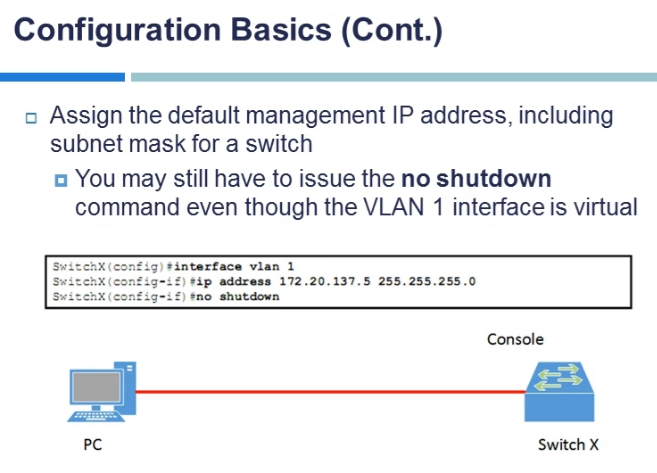 Configuration Basics (Cont.)
Assign the default management IP address, including
subnet mask for a switch
You may still have to issue the no shutdown
command even though the VLAN 1 interface is virtual
SwitchX(config)#interface vlan 1
SwitchX(config-if)#ip address 172.20.137.5 255.255.255.0
SwitchX(config-if)#no shutdown
Console
PC
Switch X